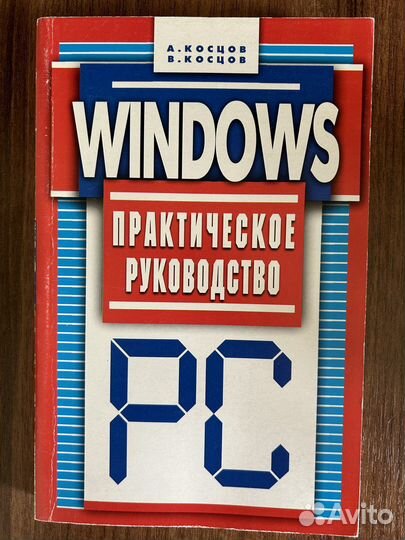 А.КОСЦОВ
В.КОСЦОВ
WINDOWS
ПРАКТИЧЕСКОЕ
РУКОВОДСТВО
PC
Avito